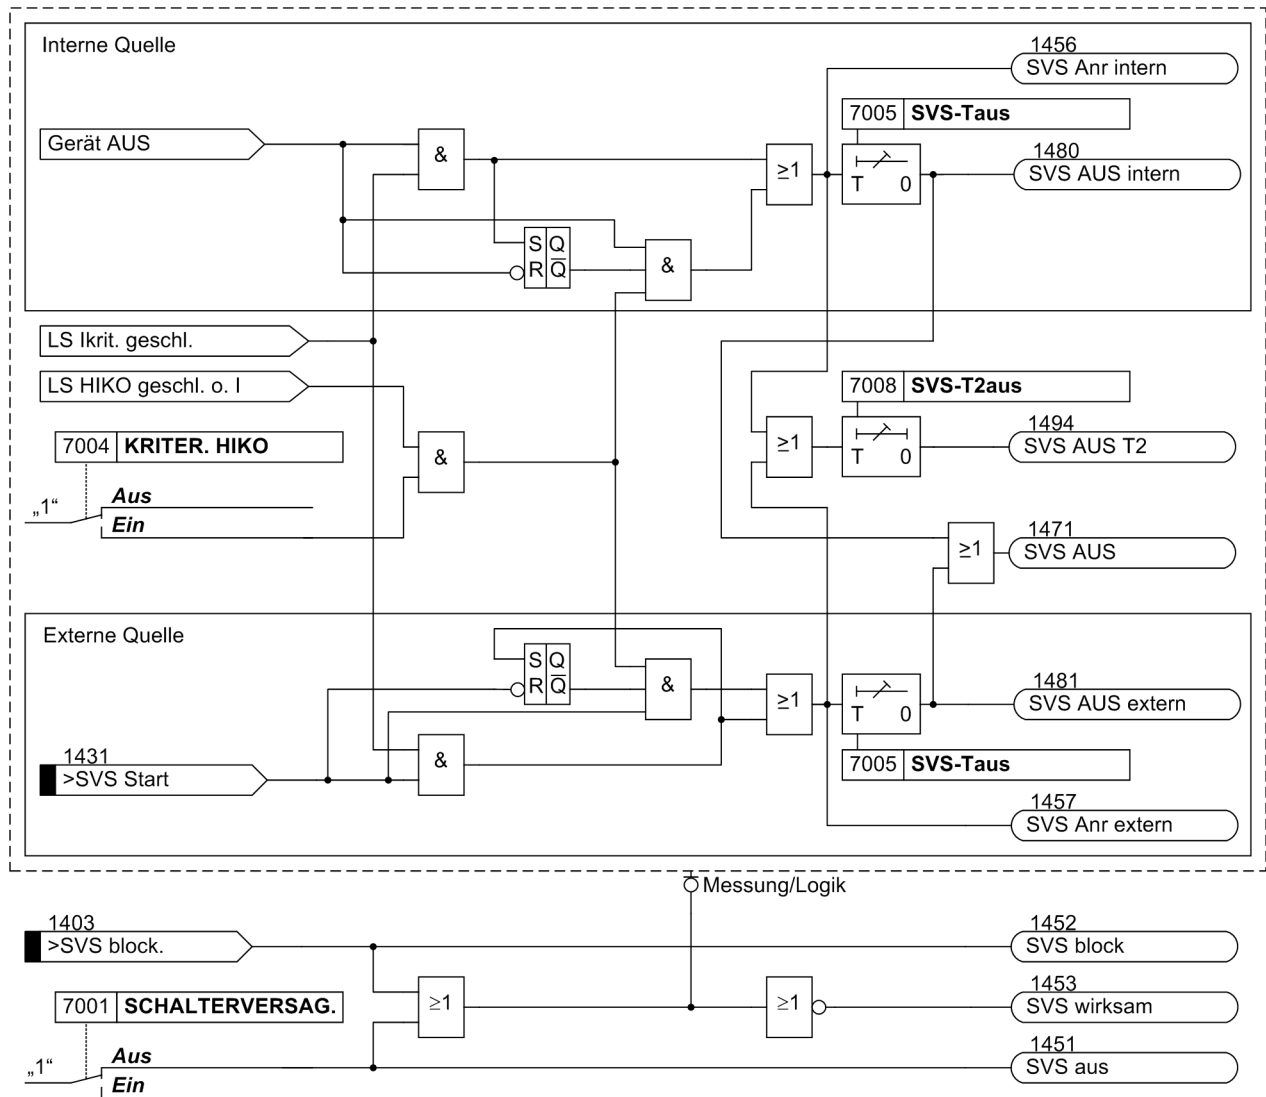 Interne Quelle
1456
SVS Anr intern
7005 SVS-Taus
Gerät AUS
&
≥1
T 0
1480
SVS AUS intern
S Q
R Q̅
&
LS Ikrit. geschl.
LS HIKO geschl. o. I
7008 SVS-T2aus
7004 KRITER. HIKO
&
≥1
T 0
1494
SVS AUS T2
„1“
Aus
Ein
≥1
1471
SVS AUS
Externe Quelle
S Q
R Q̅
&
≥1
T 0
1481
SVS AUS extern
1431
>SVS Start
&
7005 SVS-Taus
1457
SVS Anr extern
Messung/Logik
1403
>SVS block.
1452
SVS block
7001 SCHALTERVERSAG.
≥1
≥1
1453
SVS wirksam
„1“
Aus
Ein
1451
SVS aus